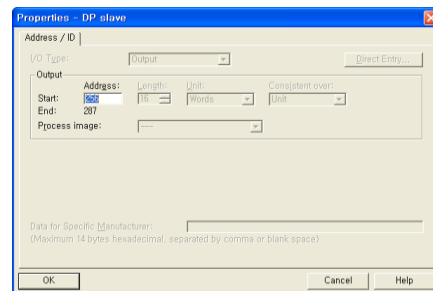 Properties - DP slave
Address / ID
I/O Type: Output Direct Entry...
Output
Address: Length: Unit: Consistent over:
Start: 256 16 Words Unit
End: 287
Process image: ---
Data for Specific Manufacturer:
(Maximum 14 bytes hexadecimal, separated by comma or blank space)
OK Cancel Help